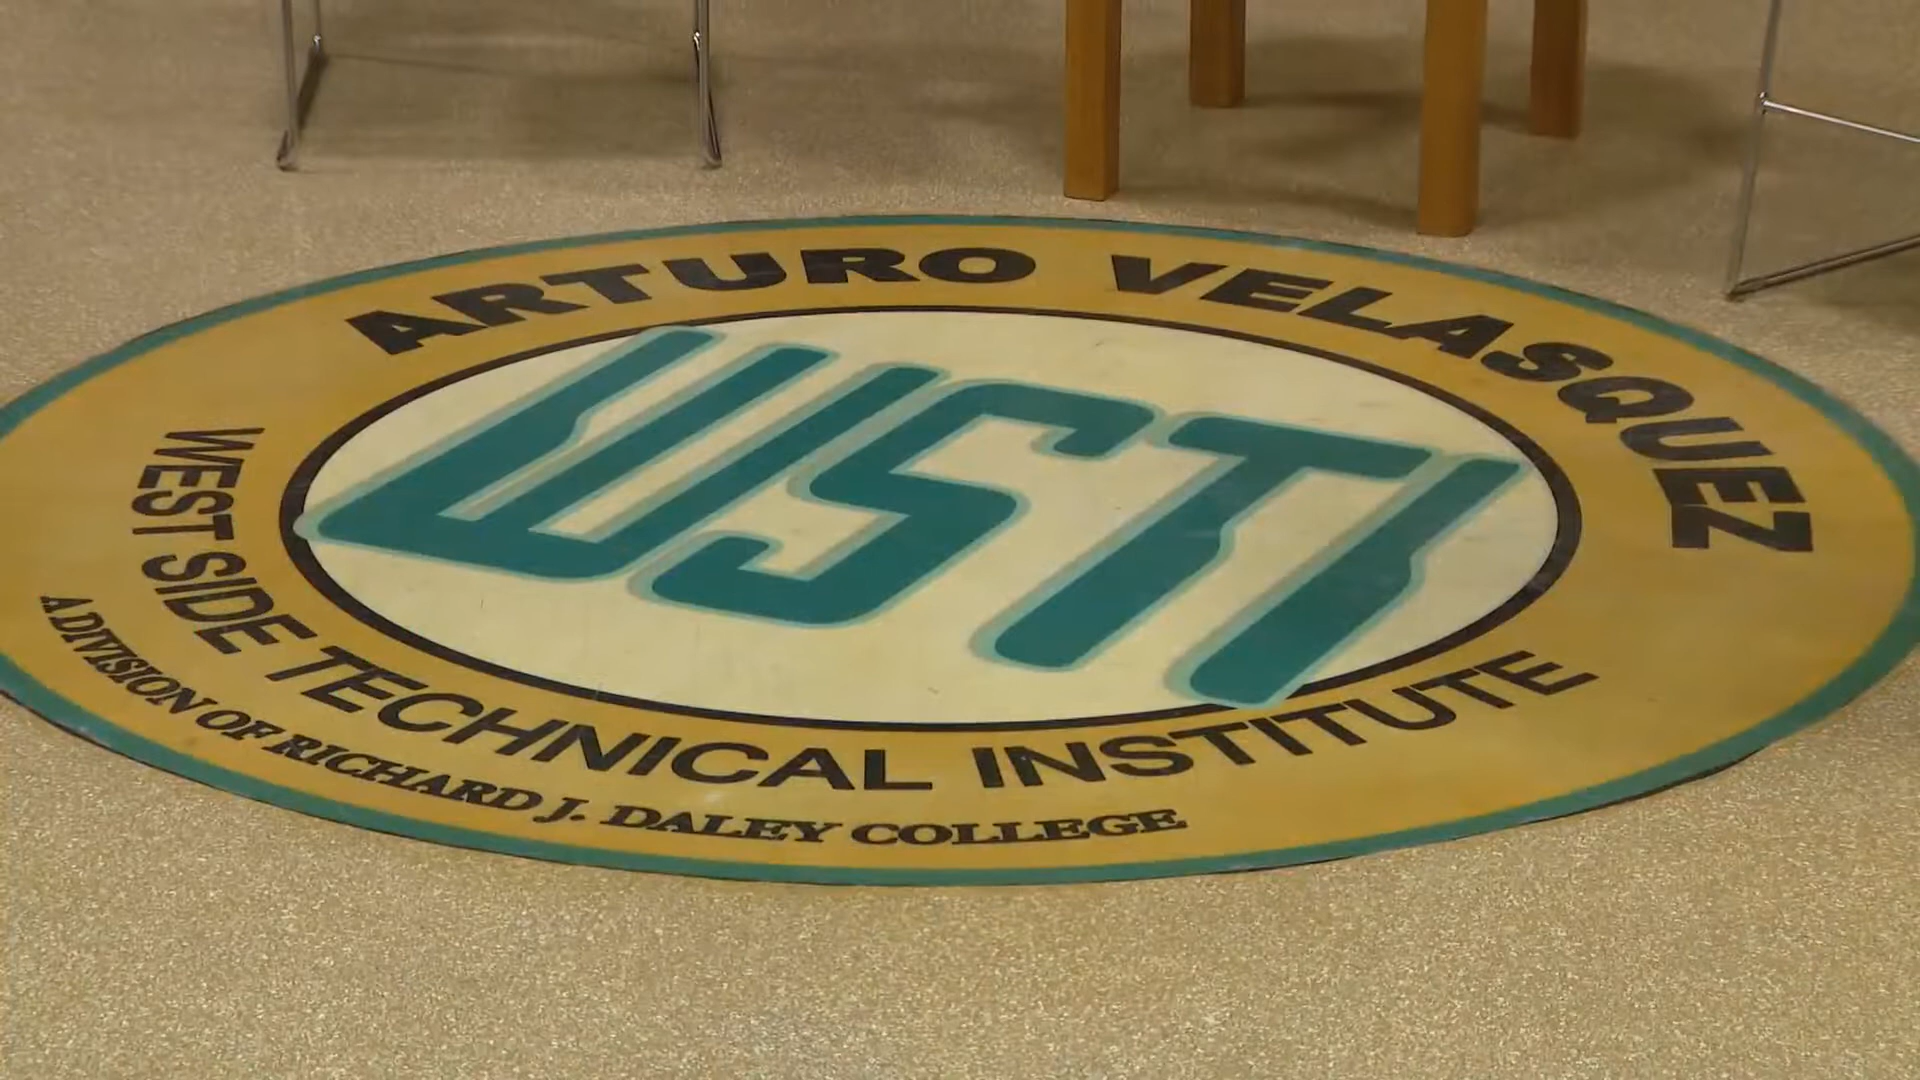 ARTURO VELASQUEZ
WSTI
WEST SIDE TECHNICAL INSTITUTE
A DIVISION OF RICHARD J. DALEY COLLEGE